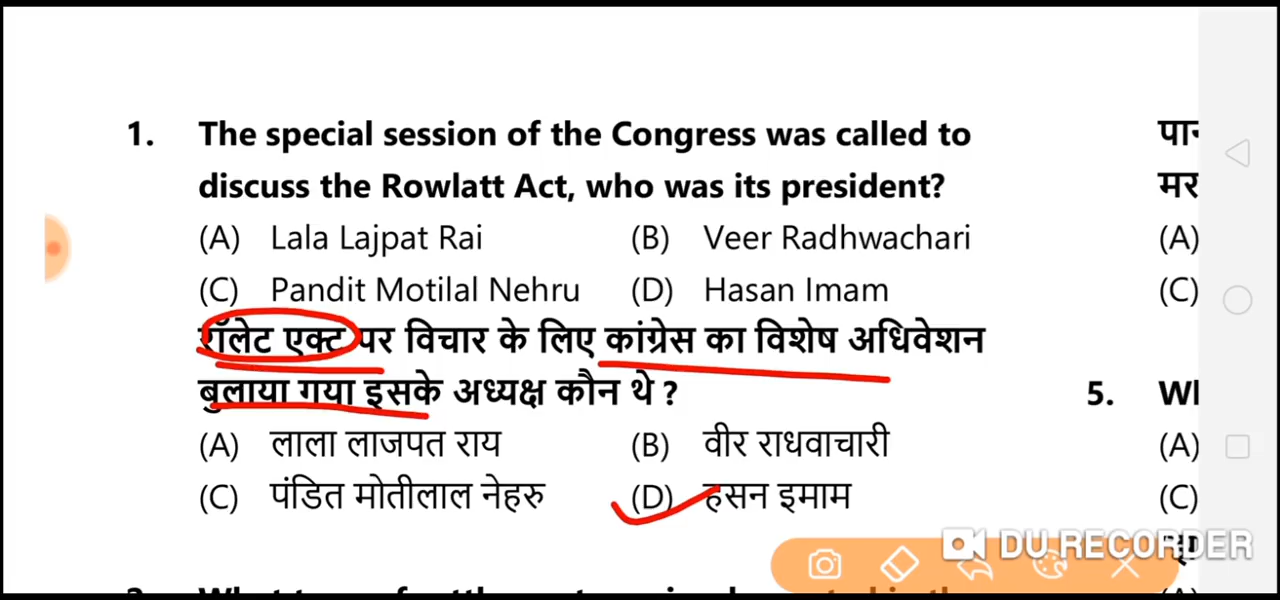 1. The special session of the Congress was called to
discuss the Rowlatt Act, who was its president?
(A) Lala Lajpat Rai (B) Veer Radhwachari
(C) Pandit Motilal Nehru (D) Hasan Imam
रॉलेट एक्ट पर विचार के लिए कांग्रेस का विशेष अधिवेशन
बुलाया गया इसके अध्यक्ष कौन थे ?
(A) लाला लाजपत राय (B) वीर राधवाचारी
(C) पंडित मोतीलाल नेहरु (D) हसन इमाम
मर
(A)
(C)
5.
(A)
(C)
DU RECORDER